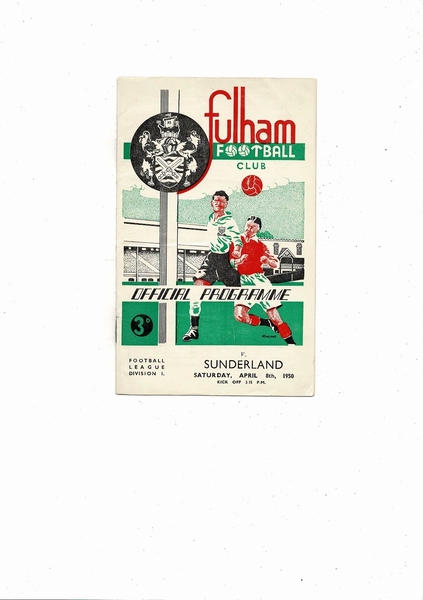 fulham
FOOTBALL
CLUB
OFFICIAL PROGRAMME
3D
V.
FOOTBALL
LEAGUE
DIVISION I.
SUNDERLAND
SATURDAY, APRIL 8th, 1950
KICK OFF 3.15 P.M.